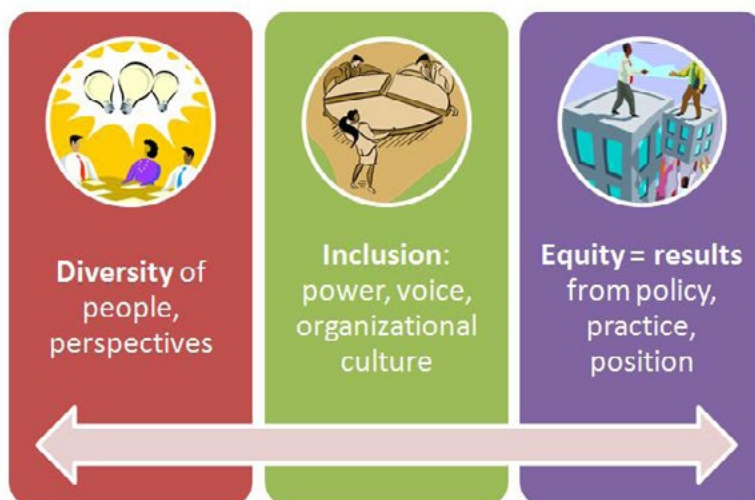 Diversity of
people,
perspectives
Inclusion:
power, voice,
organizational
culture
Equity = results
from policy,
practice,
position